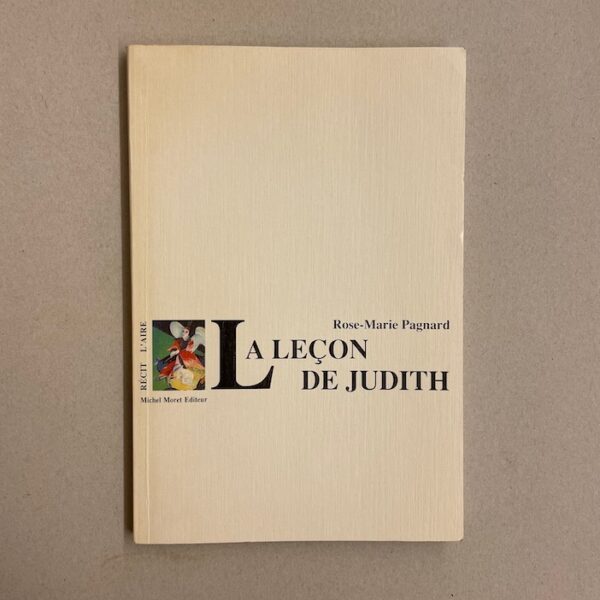 Rose-Marie Pagnard
LA LEÇON
DE JUDITH
RÉCIT L'AIRE
Michel Moret Editeur